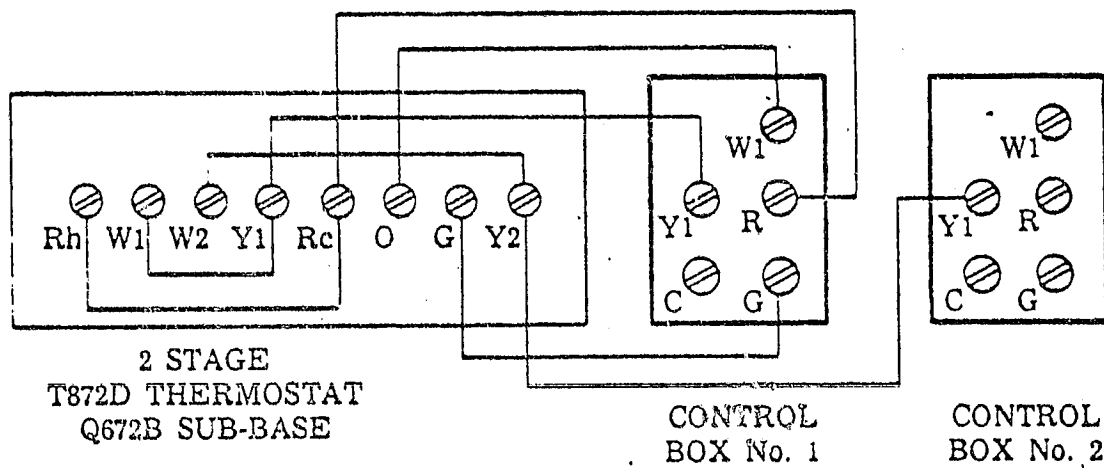 W1
W1
Rh W1 W2 Y1 Rc O G Y2
Y1 R
Y1 R
C G
C G
2 STAGE
T872D THERMOSTAT
Q672B SUB-BASE
CONTROL
BOX No. 1
CONTROL
BOX No. 2